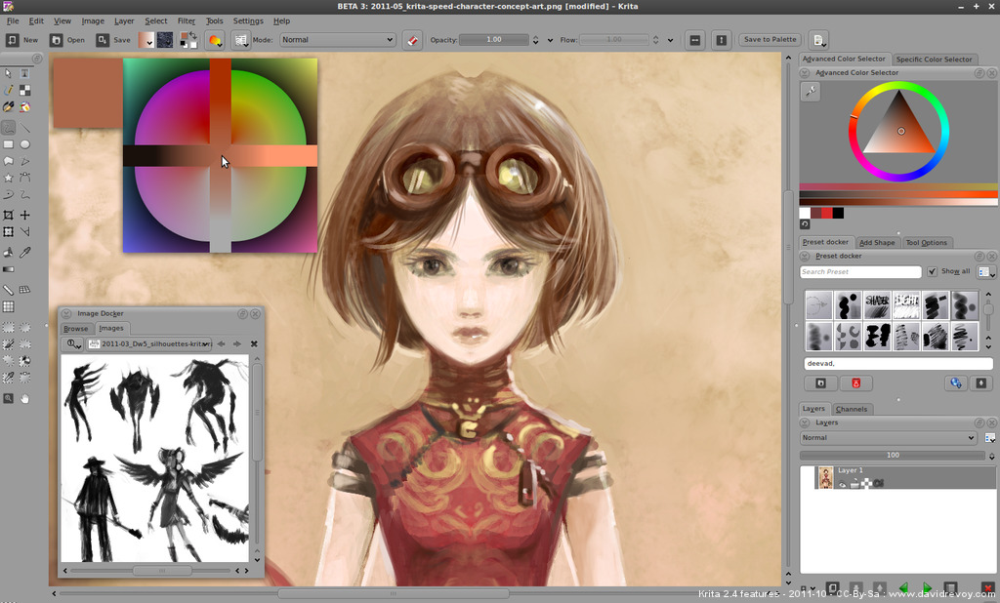 BETA 3: 2011-05_krita-speed-character-concept-art.png [modified] – Krita
File Edit View Image Layer Select Filter Tools Settings Help
New Open Save Mode: Normal Opacity: 1.00 Flow: 1.00 Save to Palette
Advanced Color Selector Specific Color Selector
Advanced Color Selector
Preset docker Add Shape Tool Options
Preset docker
Search Preset Show all
deevad,
Layers Channels
Layers
Normal
100
Layer 1
Image Docker
Browse Images
2011-03_Dw5_silhouettes-krita
Krita 2.4 features - 2011-10 - CC-By-Sa : www.davidrevoy.com